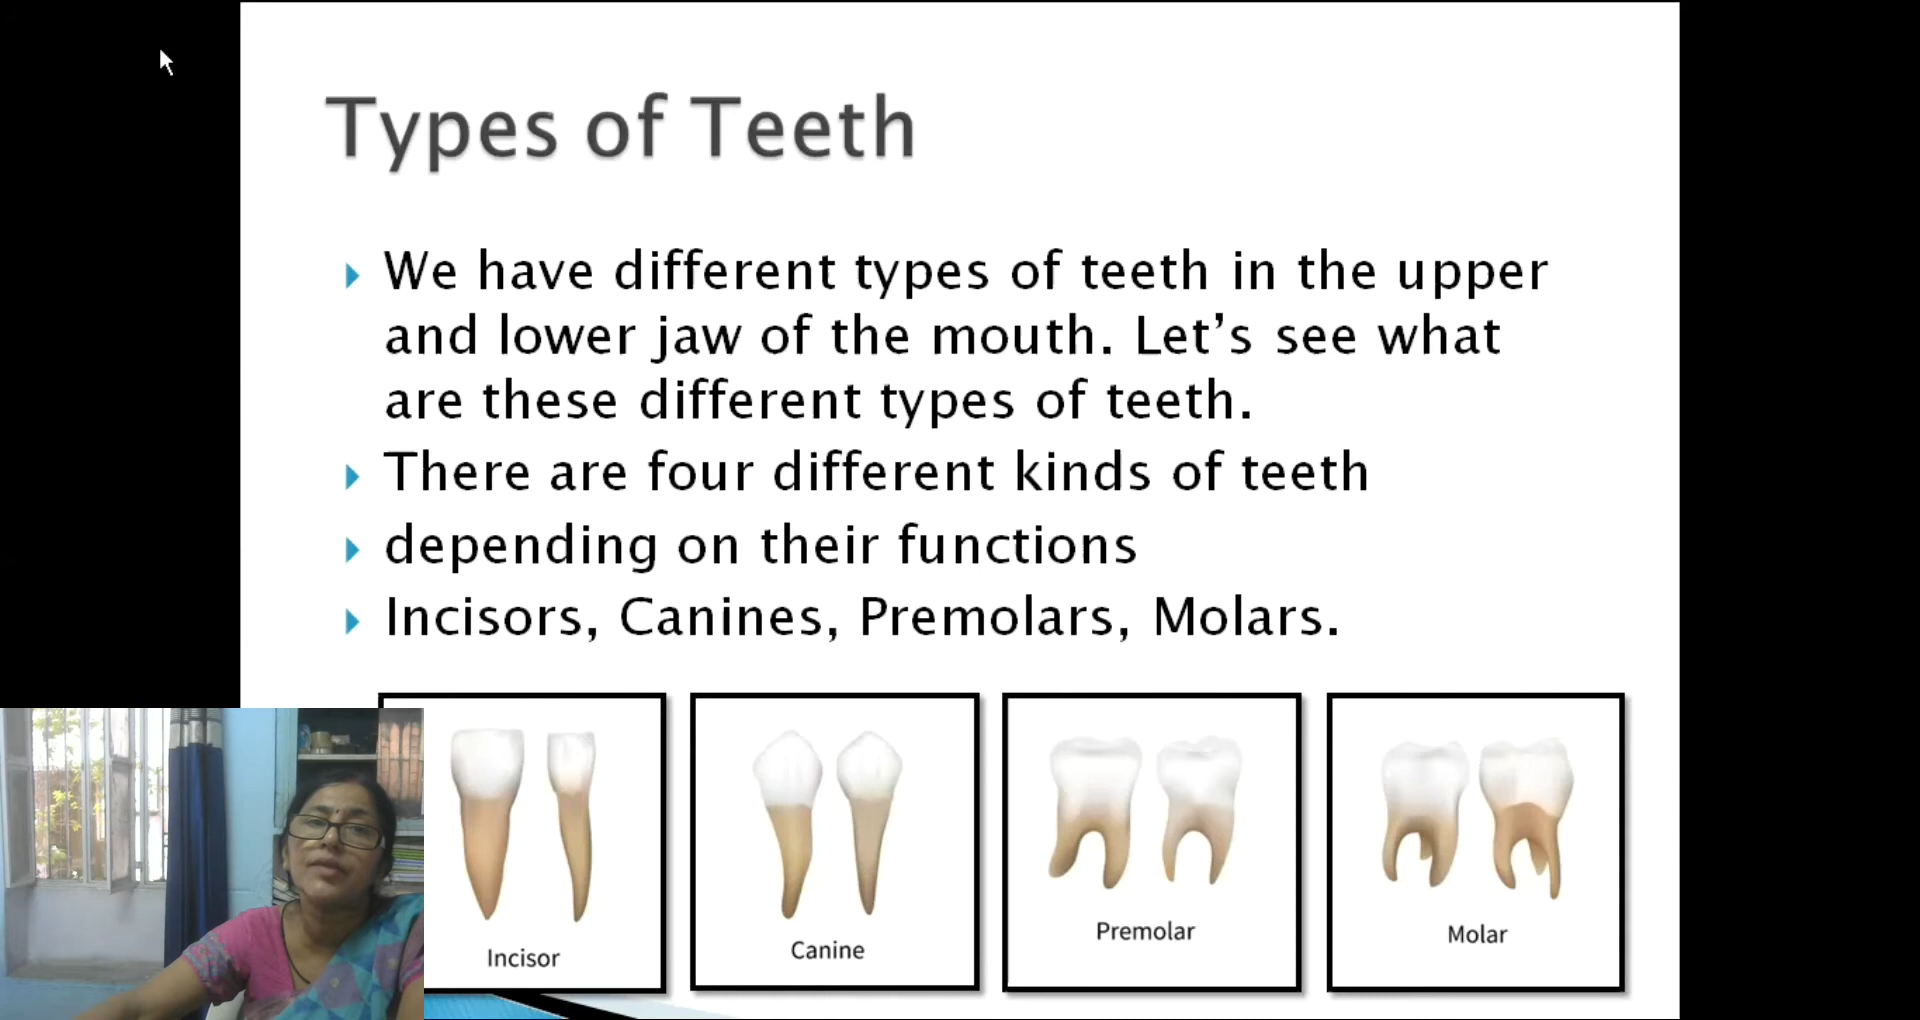 Types of Teeth
We have different types of teeth in the upper
and lower jaw of the mouth. Let’s see what
are these different types of teeth.
There are four different kinds of teeth
depending on their functions
Incisors, Canines, Premolars, Molars.
Incisor
Canine
Premolar
Molar